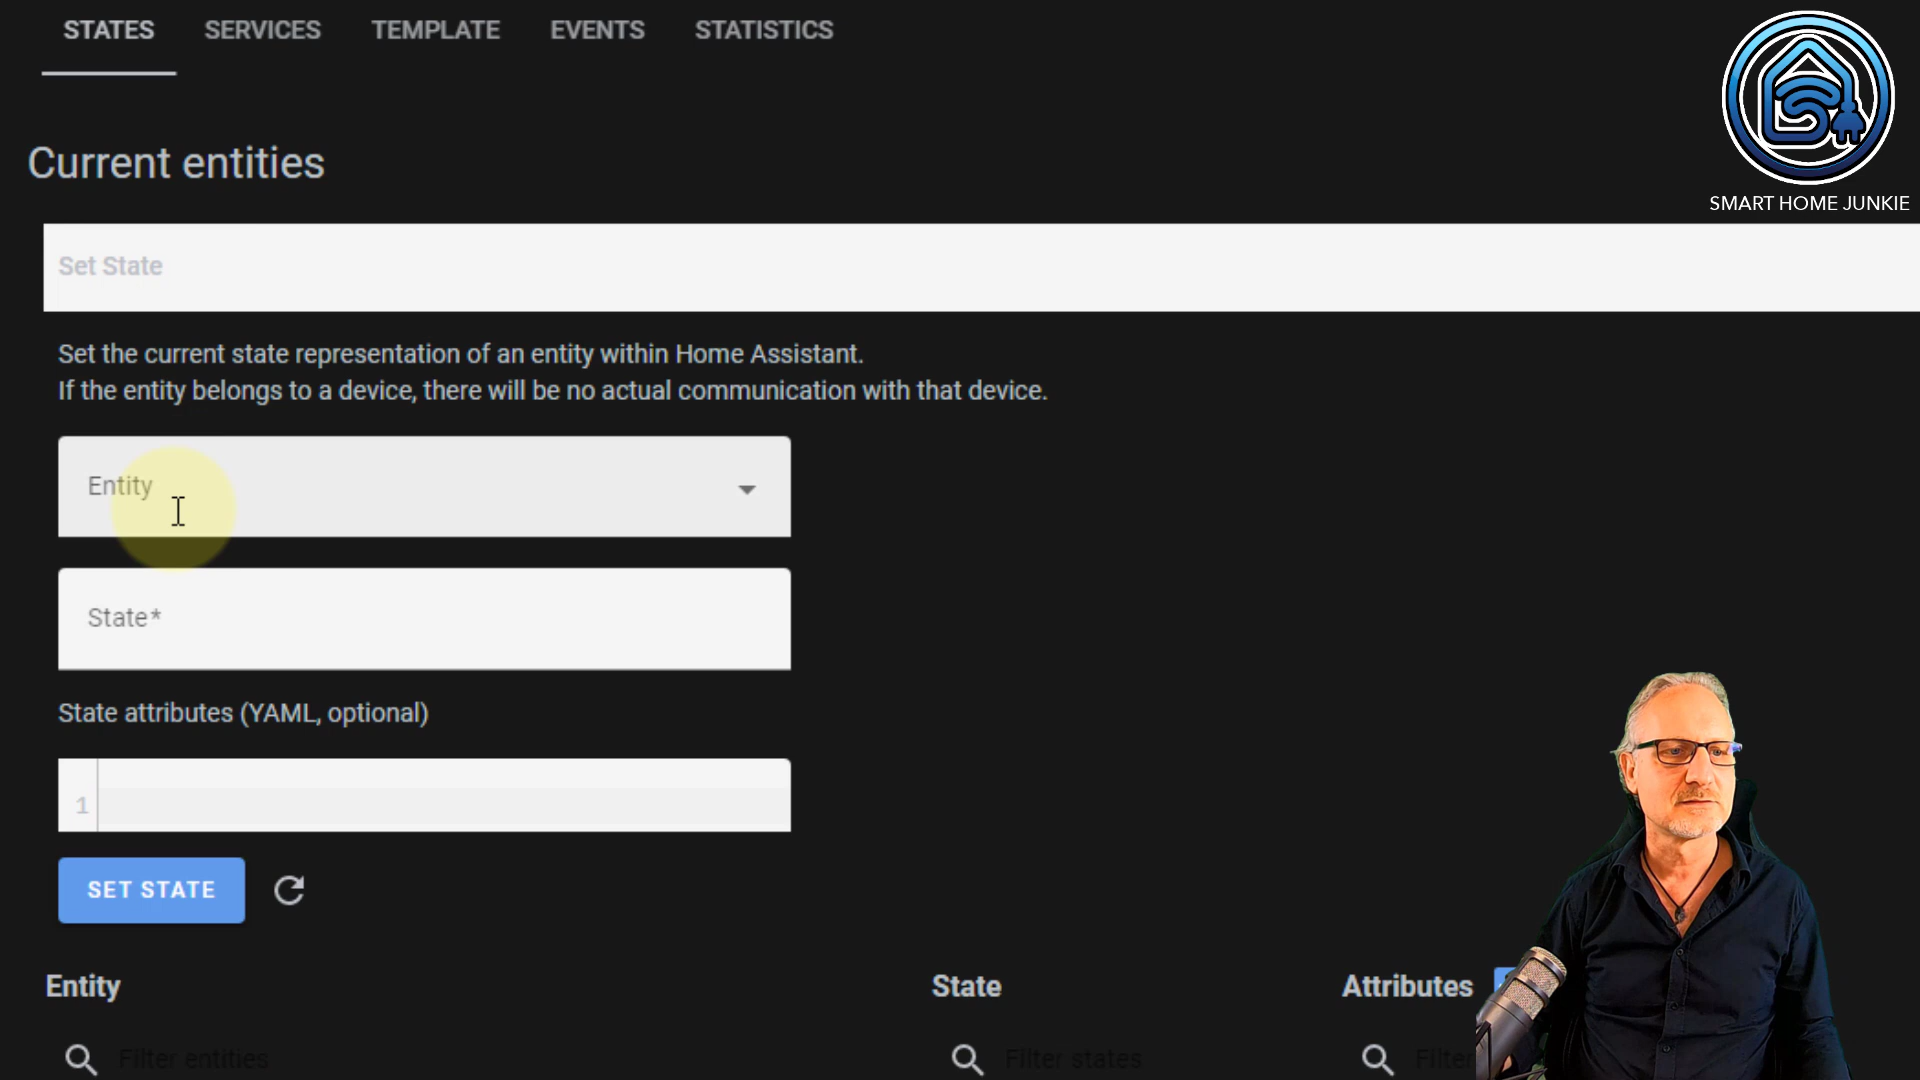 STATES SERVICES TEMPLATE EVENTS STATISTICS
SMART HOME JUNKIE
Current entities
Set State
Set the current state representation of an entity within Home Assistant.
If the entity belongs to a device, there will be no actual communication with that device.
Entity
State*
State attributes (YAML, optional)
1
SET STATE
Entity State Attributes
Filter entities Filter states Filter